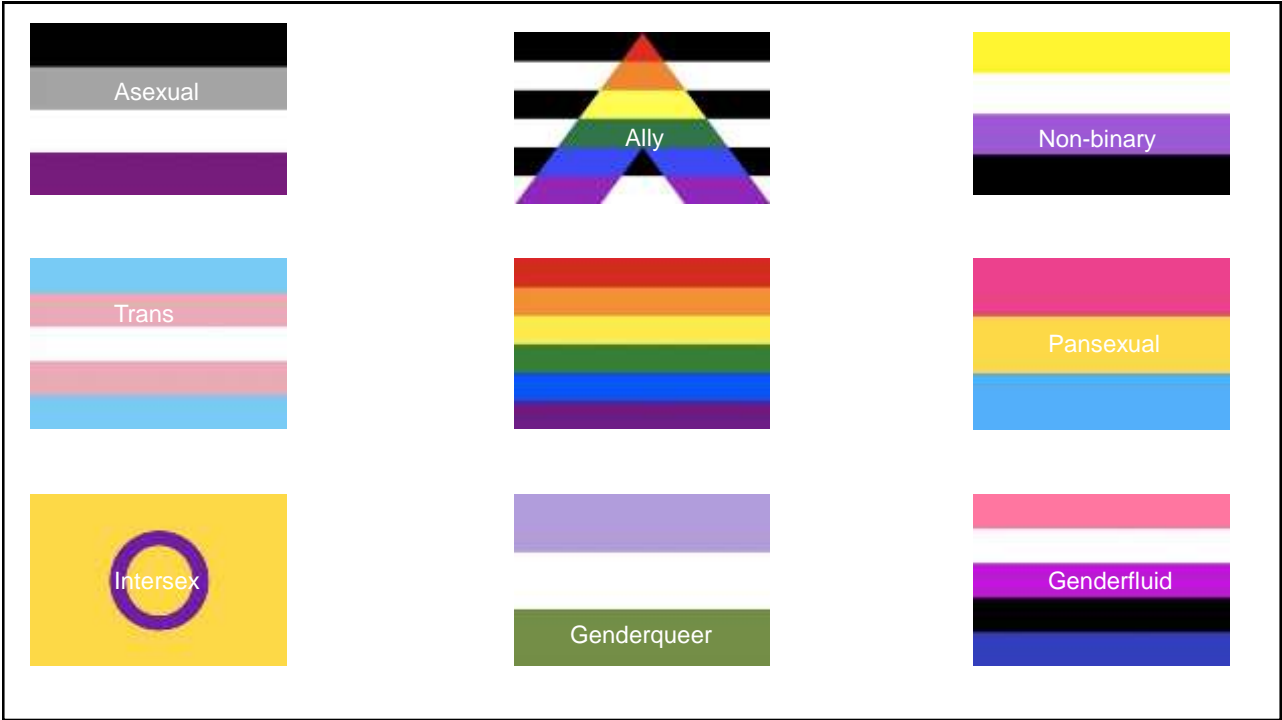 Asexual
Ally
Non-binary
Trans
Pansexual
Intersex
Genderqueer
Genderfluid